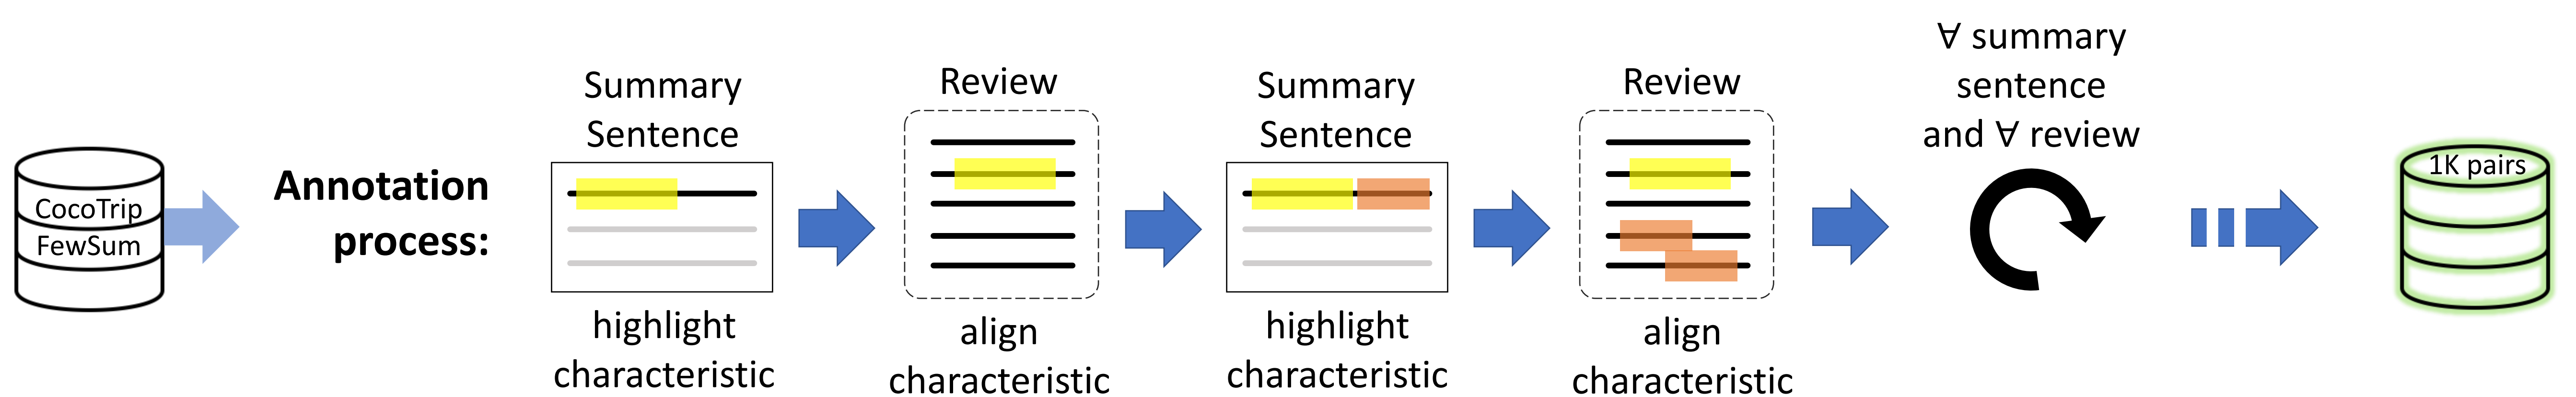 CocoTrip
FewSum
Annotation
process:
Summary
Sentence
highlight
characteristic
Review
align
characteristic
Summary
Sentence
highlight
characteristic
Review
align
characteristic
∀ summary
sentence
and ∀ review
1K pairs